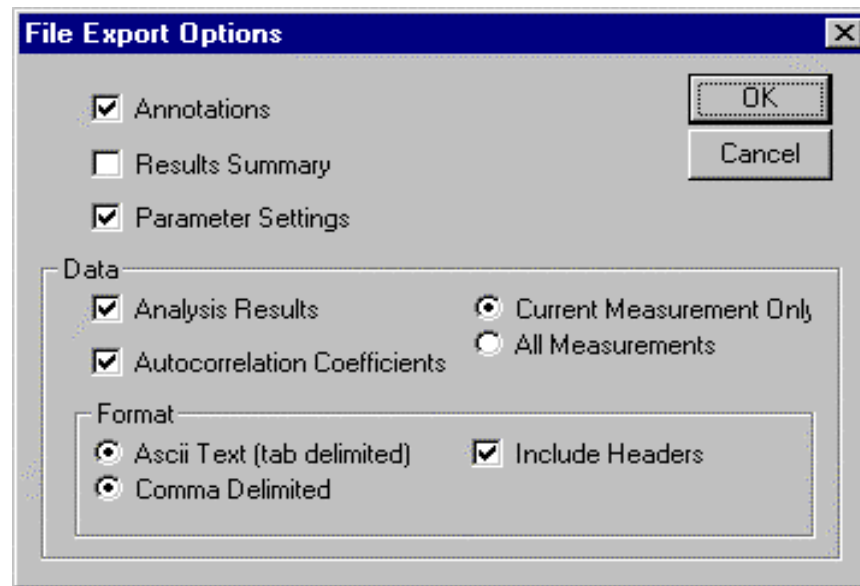 File Export Options
Annotations
OK
Results Summary
Cancel
Parameter Settings
Data
Analysis Results
Current Measurement Only
Autocorrelation Coefficients
All Measurements
Format
Ascii Text (tab delimited)
Include Headers
Comma Delimited